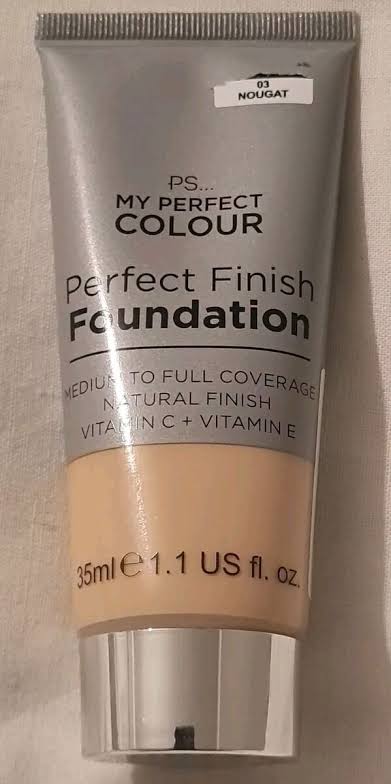 03
NOUGAT
PS...
MY PERFECT
COLOUR
Perfect Finish
Foundation
MEDIUM TO FULL COVERAGE
NATURAL FINISH
VITAMIN C + VITAMIN E
35ml e 1.1 US fl. oz.